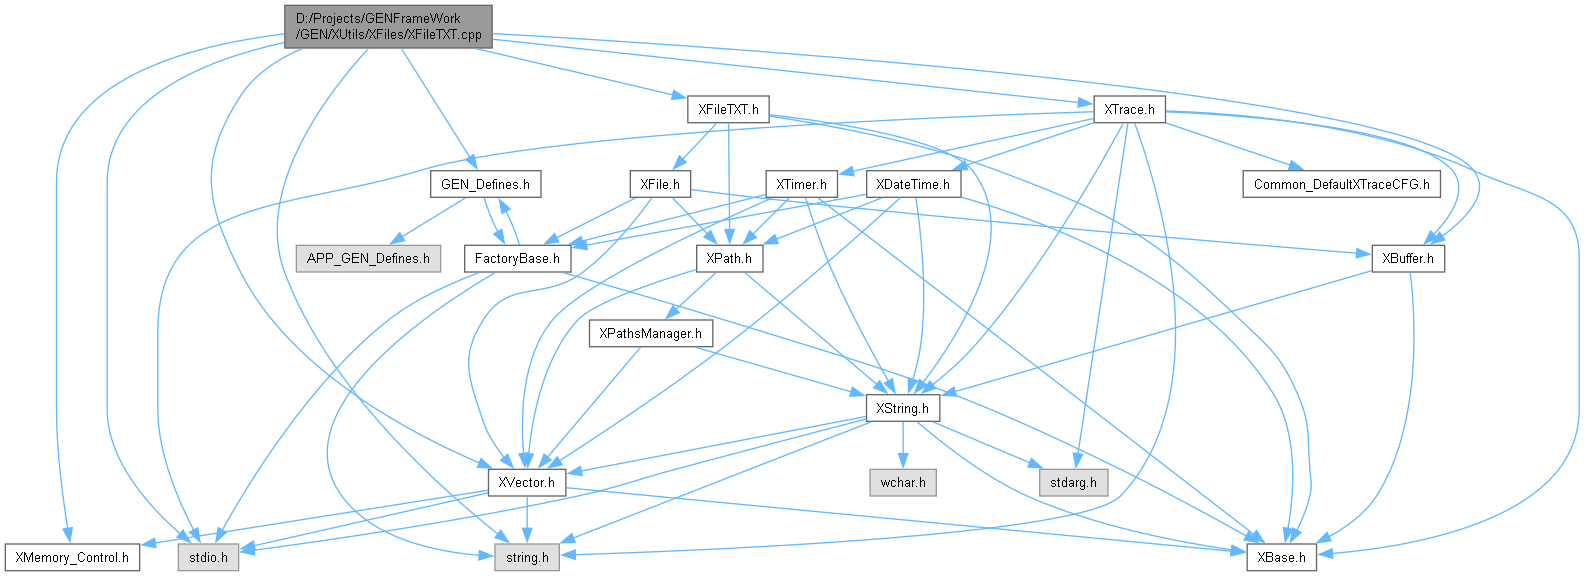 D:/Projects/GENFrameWork
/GEN/XUtils/XFiles/XFileTXT.cpp
XFileTXT.h
XTrace.h
GEN_Defines.h
XFile.h
XTimer.h
XDateTime.h
Common_DefaultXTraceCFG.h
APP_GEN_Defines.h
FactoryBase.h
XPath.h
XBuffer.h
XPathsManager.h
XString.h
XVector.h
wchar.h
stdarg.h
XMemory_Control.h
stdio.h
string.h
XBase.h